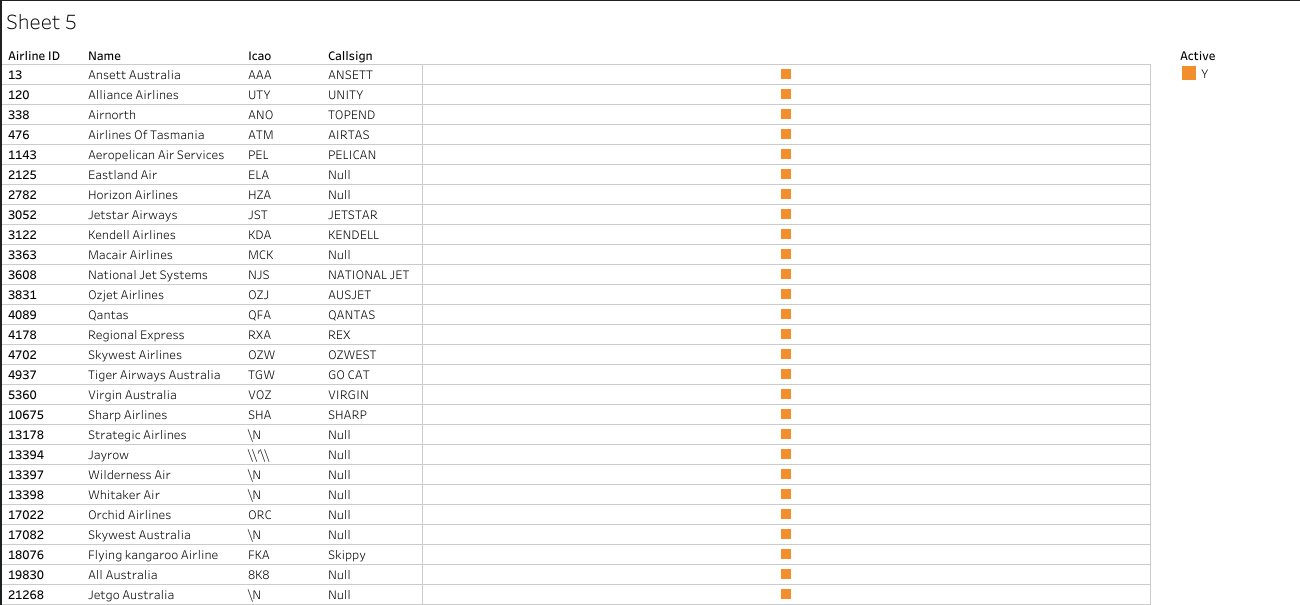 Sheet 5
Airline ID Name Icao Callsign Active
13 Ansett Australia AAA ANSETT Y
120 Alliance Airlines UTY UNITY
338 Airnorth ANO TOPEND
476 Airlines Of Tasmania ATM AIRTAS
1143 Aeropelican Air Services PEL PELICAN
2125 Eastland Air ELA Null
2782 Horizon Airlines HZA Null
3052 Jetstar Airways JST JETSTAR
3122 Kendell Airlines KDA KENDELL
3363 Macair Airlines MCK Null
3608 National Jet Systems NJS NATIONAL JET
3831 Ozjet Airlines OZJ AUSJET
4089 Qantas QFA QANTAS
4178 Regional Express RXA REX
4702 Skywest Airlines OZW OZWEST
4937 Tiger Airways Australia TGW GO CAT
5360 Virgin Australia VOZ VIRGIN
10675 Sharp Airlines SHA SHARP
13178 Strategic Airlines \N Null
13394 Jayrow \\'\\ Null
13397 Wilderness Air \N Null
13398 Whitaker Air \N Null
17022 Orchid Airlines ORC Null
17082 Skywest Australia \N Null
18076 Flying kangaroo Airline FKA Skippy
19830 All Australia 8K8 Null
21268 Jetgo Australia \N Null